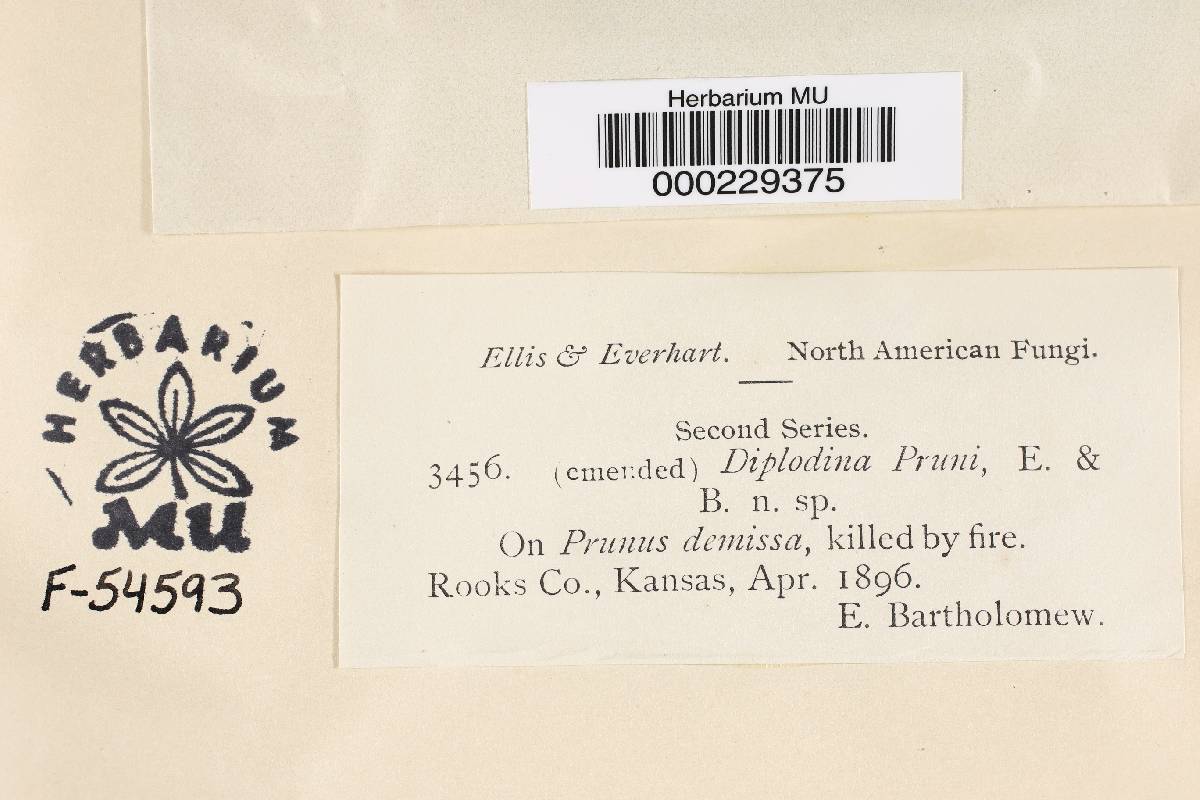 Herbarium MU
000229375
HERBARIUM
MU
F-54593
Ellis & Everhart. North American Fungi.
Second Series.
3456. (emended) Diplodina Pruni, E. &
B. n. sp.
On Prunus demissa, killed by fire.
Rooks Co., Kansas, Apr. 1896.
E. Bartholomew.